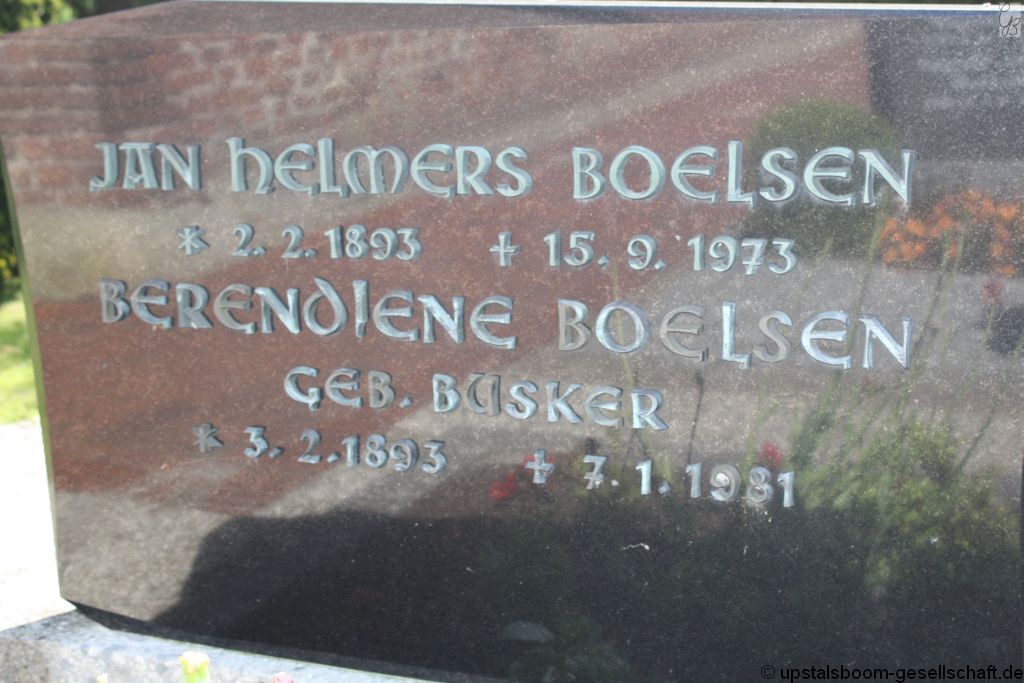 JAN HELMERS BOELSEN
* 2. 2. 1893 ✝ 15. 9. 1973
BERENDIENE BOELSEN
GEB. BUSKER
* 3. 2. 1893 ✝ 7. 1. 1981
© upstalsboom-gesellschaft.de